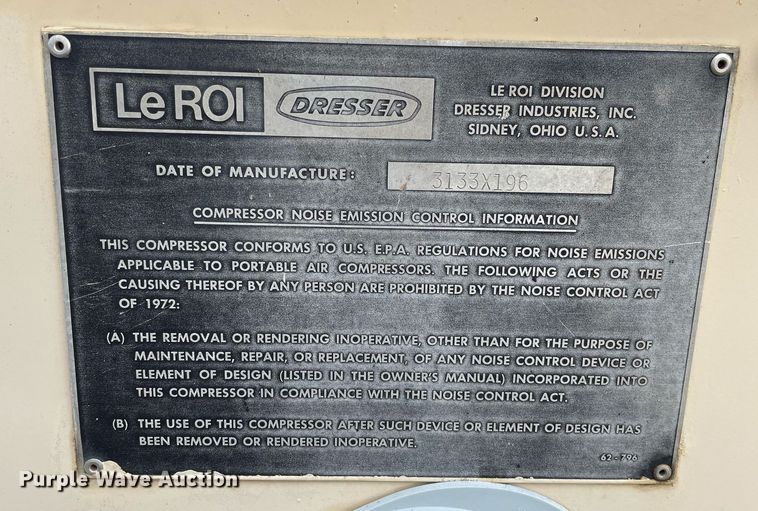 LeROI
DRESSER
LE ROI DIVISION
DRESSER INDUSTRIES, INC.
SIDNEY, OHIO U.S.A.
DATE OF MANUFACTURE: 3133X196
COMPRESSOR NOISE EMISSION CONTROL INFORMATION
THIS COMPRESSOR CONFORMS TO U.S. E.P.A. REGULATIONS FOR NOISE EMISSIONS
APPLICABLE TO PORTABLE AIR COMPRESSORS. THE FOLLOWING ACTS OR THE
CAUSING THEREOF BY ANY PERSON ARE PROHIBITED BY THE NOISE CONTROL ACT
OF 1972:
(A) THE REMOVAL OR RENDERING INOPERATIVE, OTHER THAN FOR THE PURPOSE OF
MAINTENANCE, REPAIR, OR REPLACEMENT, OF ANY NOISE CONTROL DEVICE OR
ELEMENT OF DESIGN (LISTED IN THE OWNER'S MANUAL) INCORPORATED INTO
THIS COMPRESSOR IN COMPLIANCE WITH THE NOISE CONTROL ACT.
(B) THE USE OF THIS COMPRESSOR AFTER SUCH DEVICE OR ELEMENT OF DESIGN HAS
BEEN REMOVED OR RENDERED INOPERATIVE.
62-796
Purple Wave Auction